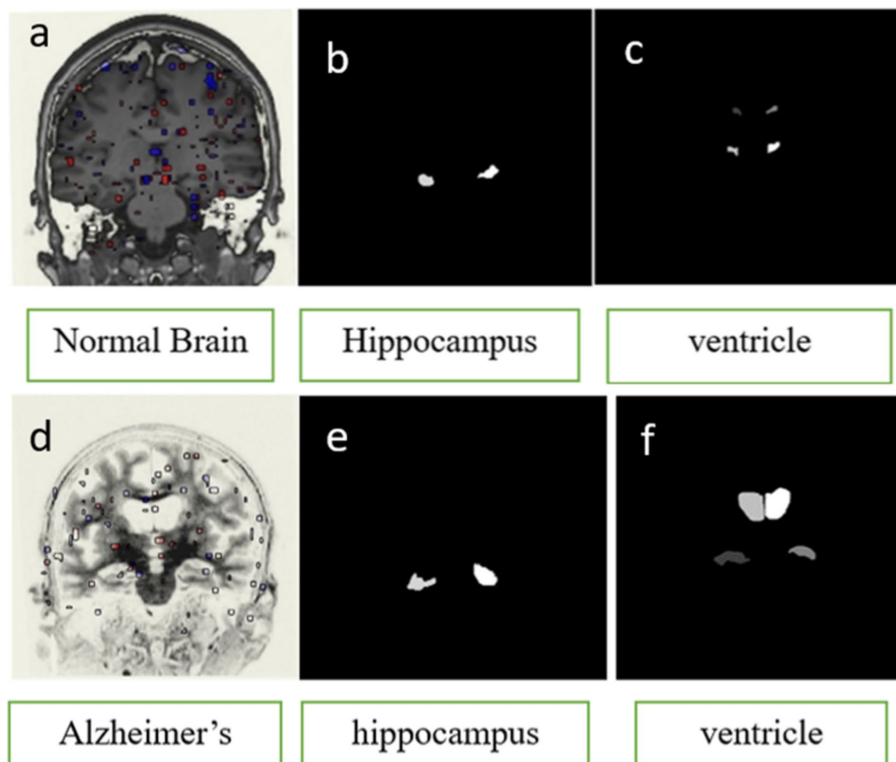 a
b
c
Normal Brain
Hippocampus
ventricle
d
e
f
Alzheimer's
hippocampus
ventricle